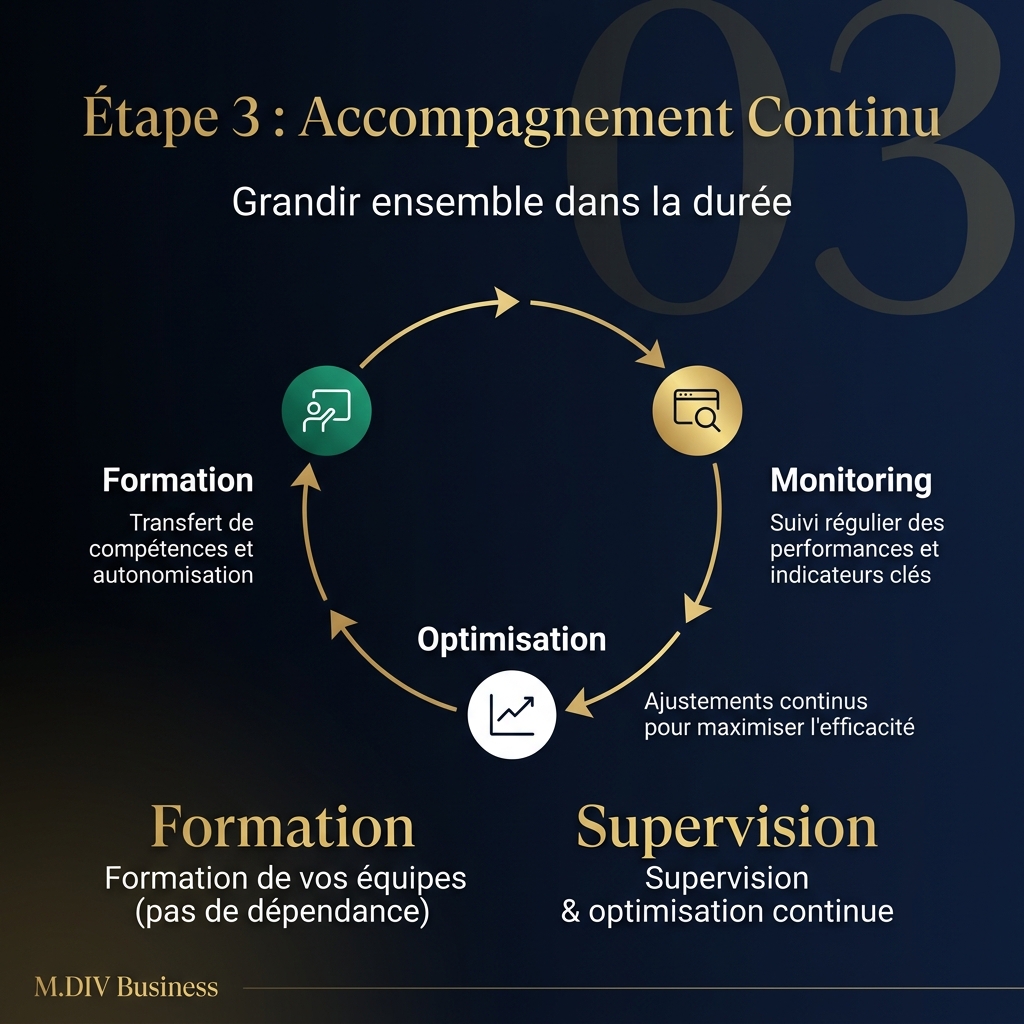 03
Étape 3 : Accompagnement Continu
Grandir ensemble dans la durée
Formation
Transfert de
compétences et
autonomisation
Monitoring
Suivi régulier des
performances et
indicateurs clés
Optimisation
Ajustements continus
pour maximiser l'efficacité
Formation
Formation de vos équipes
(pas de dépendance)
Supervision
Supervision
& optimisation continue
M.DIV Business